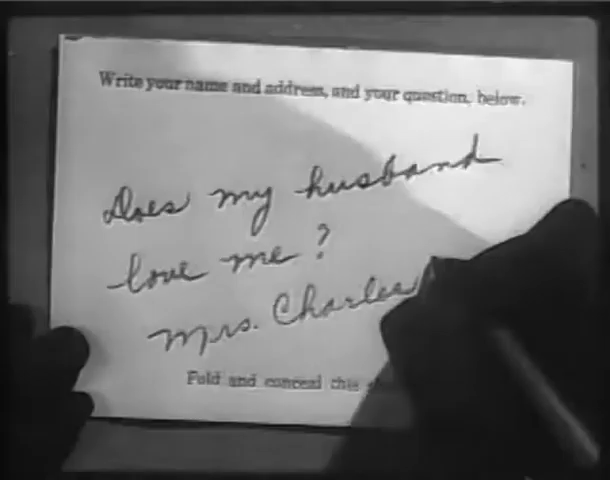 Write your name and address, and your question, below.
Does my husband
love me?
Mrs. Charles
Fold and conceal this